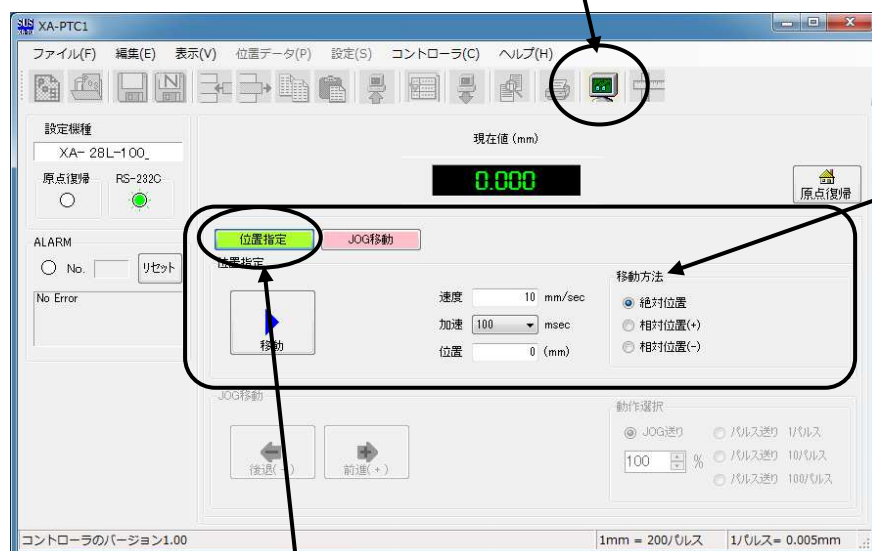 SUS XA-PTC1
ファイル(F) 編集(E) 表示(V) 位置データ(P) 設定(S) コントローラ(C) ヘルプ(H)
設定機種
XA- 28L-100_
原点復帰 RS-232C
現在値 (mm)
0.000
原点復帰
ALARM
No. リセット
No Error
位置指定 JOG移動
位置指定
移動
速度 10 mm/sec
加速 100 msec
位置 0 (mm)
移動方法
絶対位置
相対位置(+)
相対位置(-)
JOG移動
後退(-) 前進(+)
動作選択
JOG送り パルス送り 1パルス
100 % パルス送り 10パルス
パルス送り 100パルス
コントローラのバージョン1.00 1mm = 200パルス 1パルス= 0.005mm